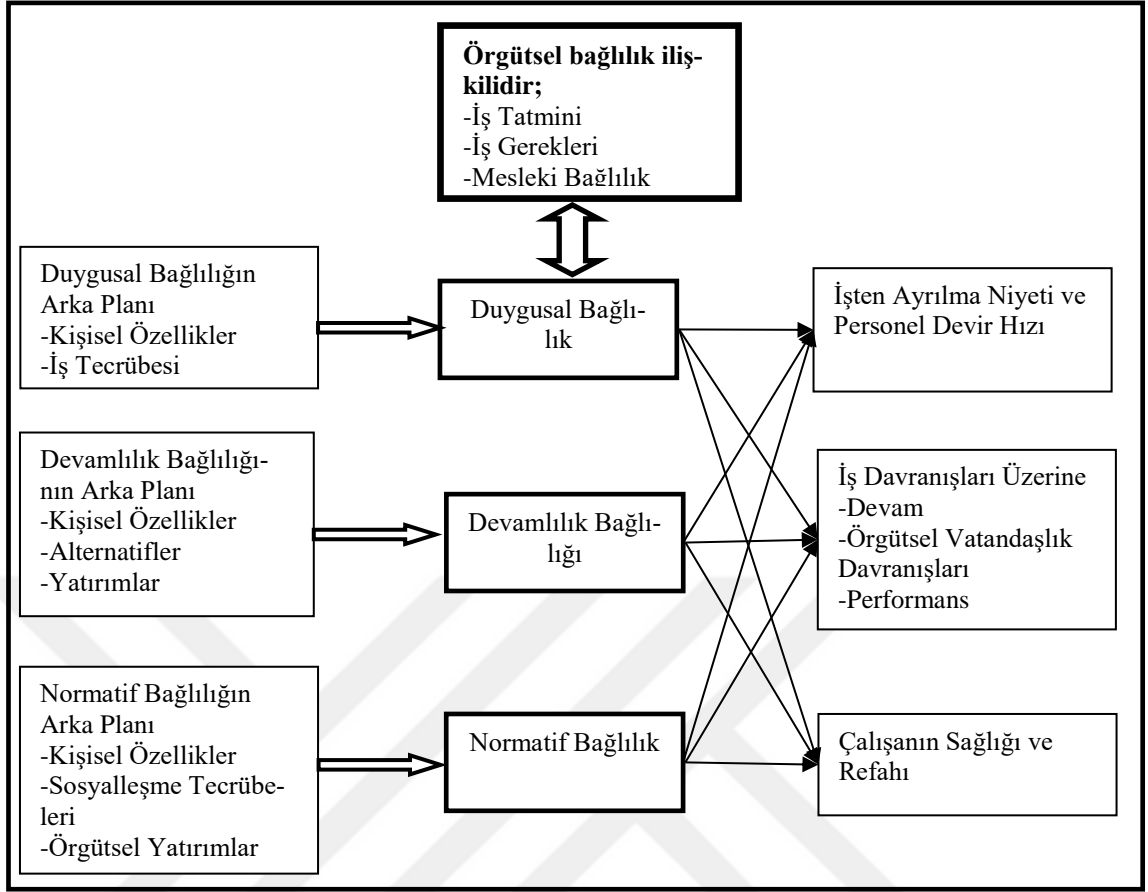 Örgütsel bağlılık iliş-
kilidir;
-İş Tatmini
-İş Gerekleri
-Mesleki Bağlılık
Duygusal Bağlılığın
Arka Planı
-Kişisel Özellikler
-İş Tecrübesi
Duygusal Bağlı-
lık
İşten Ayrılma Niyeti ve
Personel Devir Hızı
Devamlılık Bağlılığı-
nın Arka Planı
-Kişisel Özellikler
-Alternatifler
-Yatırımlar
Devamlılık Bağlı-
lığı
İş Davranışları Üzerine
-Devam
-Örgütsel Vatandaşlık
Davranışları
-Performans
Normatif Bağlılığın
Arka Planı
-Kişisel Özellikler
-Sosyalleşme Tecrübe-
leri
-Örgütsel Yatırımlar
Normatif Bağlılık
Çalışanın Sağlığı ve
Refahı